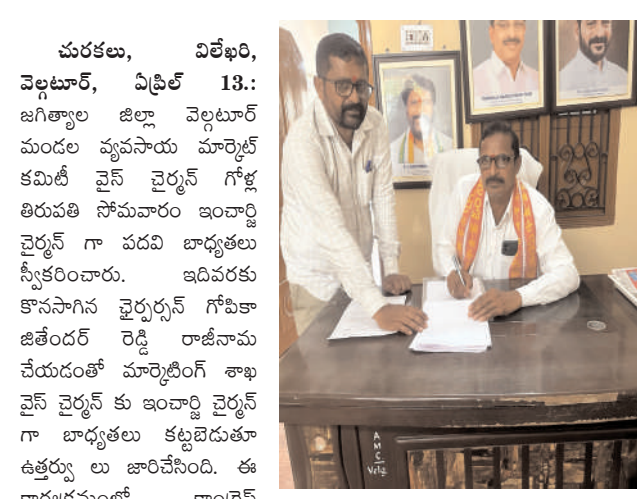 చురకలు, విలేఖరి,
వెల్గటూర్, ఏప్రిల్ 13.:
జగిత్యాల జిల్లా వెల్గటూర్
మండల వ్యవసాయ మార్కెట్
కమిటీ వైస్ చైర్మన్ గోళ్ల
తిరుపతి సోమవారం ఇంచార్జి
చైర్మన్ గా పదవి బాధ్యతలు
స్వీకరించారు. ఇదివరకు
కొనసాగిన ఛైర్పర్సన్ గోపికా
జితేందర్ రెడ్డి రాజీనామ
చేయడంతో మార్కెటింగ్ శాఖ
వైస్ చైర్మన్ కు ఇంచార్జి చైర్మన్
గా బాధ్యతలు కట్టబెడుతూ
ఉత్తర్వు లు జారిచేసింది. ఈ
A M C